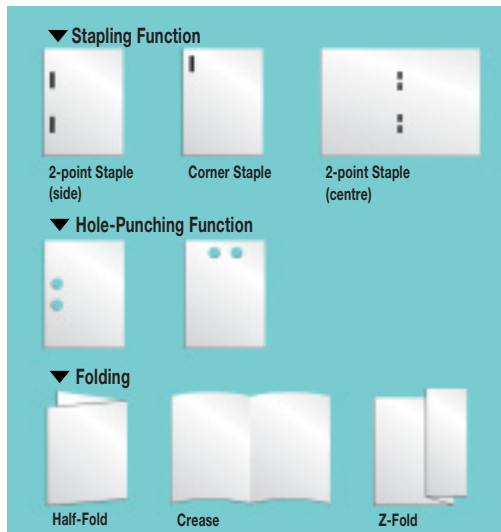 ▼ Stapling Function
2-point Staple
(side)
Corner Staple
2-point Staple
(centre)
▼ Hole-Punching Function
▼ Folding
Half-Fold
Crease
Z-Fold